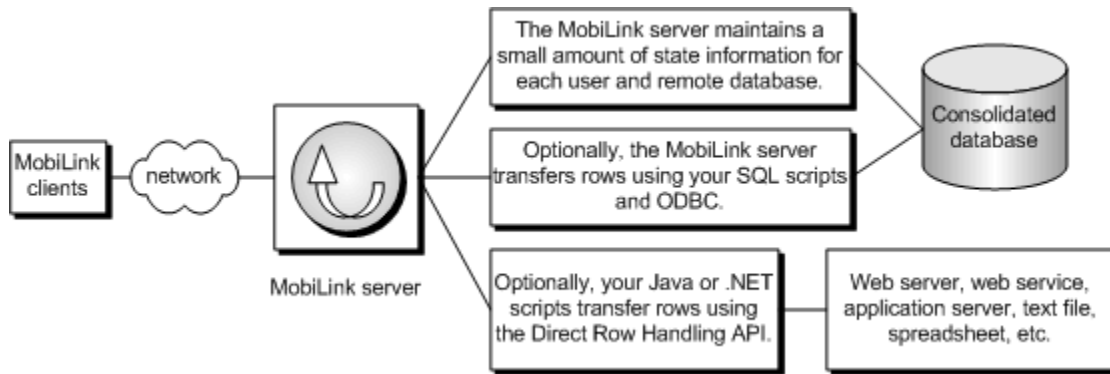 MobiLink
clients
network
MobiLink server
The MobiLink server maintains a
small amount of state information for
each user and remote database.
Optionally, the MobiLink server
transfers rows using your SQL scripts
and ODBC.
Optionally, your Java or .NET
scripts transfer rows using
the Direct Row Handling API.
Consolidated
database
Web server, web service,
application server, text file,
spreadsheet, etc.